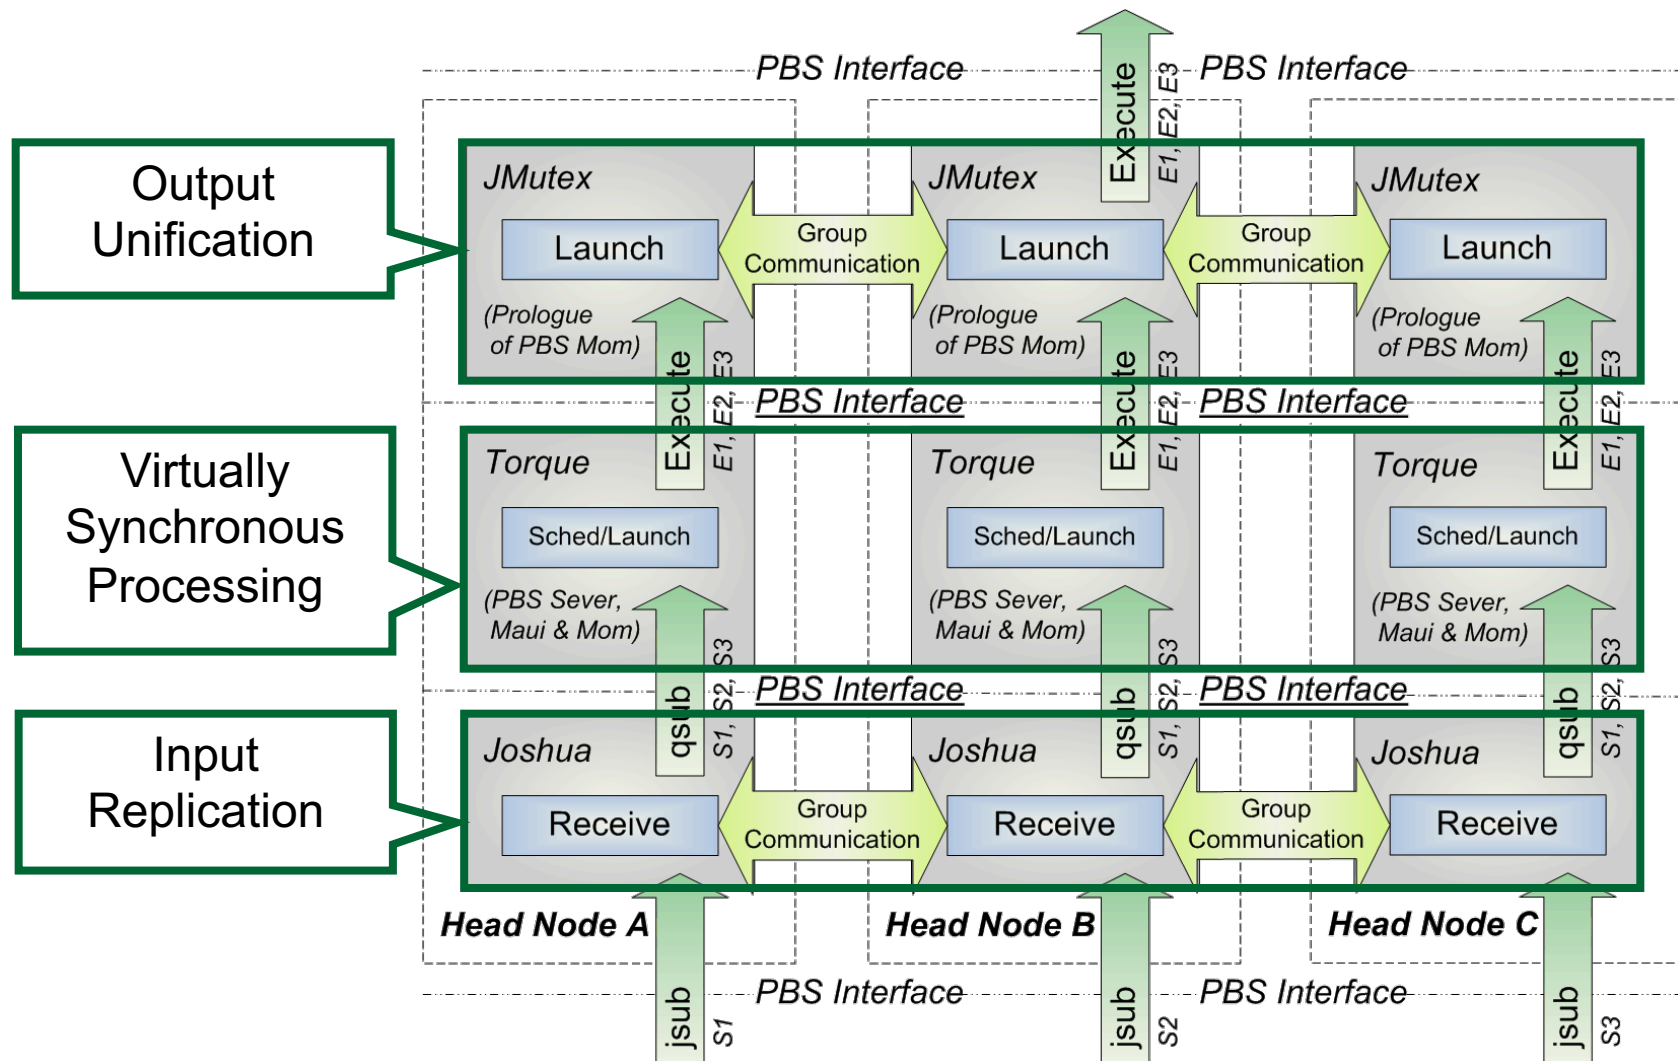 PBS Interface
PBS Interface
Execute
E1, E2, E3
Output
Unification
JMutex
JMutex
JMutex
Launch
Group
Communication
Launch
Group
Communication
Launch
(Prologue
of PBS Mom)
(Prologue
of PBS Mom)
(Prologue
of PBS Mom)
Execute
E1, E2, E3
Execute
E1, E2, E3
Execute
E1, E2, E3
PBS Interface
PBS Interface
Virtually
Synchronous
Processing
Torque
Torque
Torque
Sched/Launch
Sched/Launch
Sched/Launch
(PBS Sever,
Maui & Mom)
(PBS Sever,
Maui & Mom)
(PBS Sever,
Maui & Mom)
qsub
S1, S2, S3
qsub
S1, S2, S3
qsub
S1, S2, S3
PBS Interface
PBS Interface
Input
Replication
Joshua
Joshua
Joshua
Receive
Group
Communication
Receive
Group
Communication
Receive
Head Node A
Head Node B
Head Node C
jsub
S1
jsub
S2
jsub
S3
PBS Interface
PBS Interface